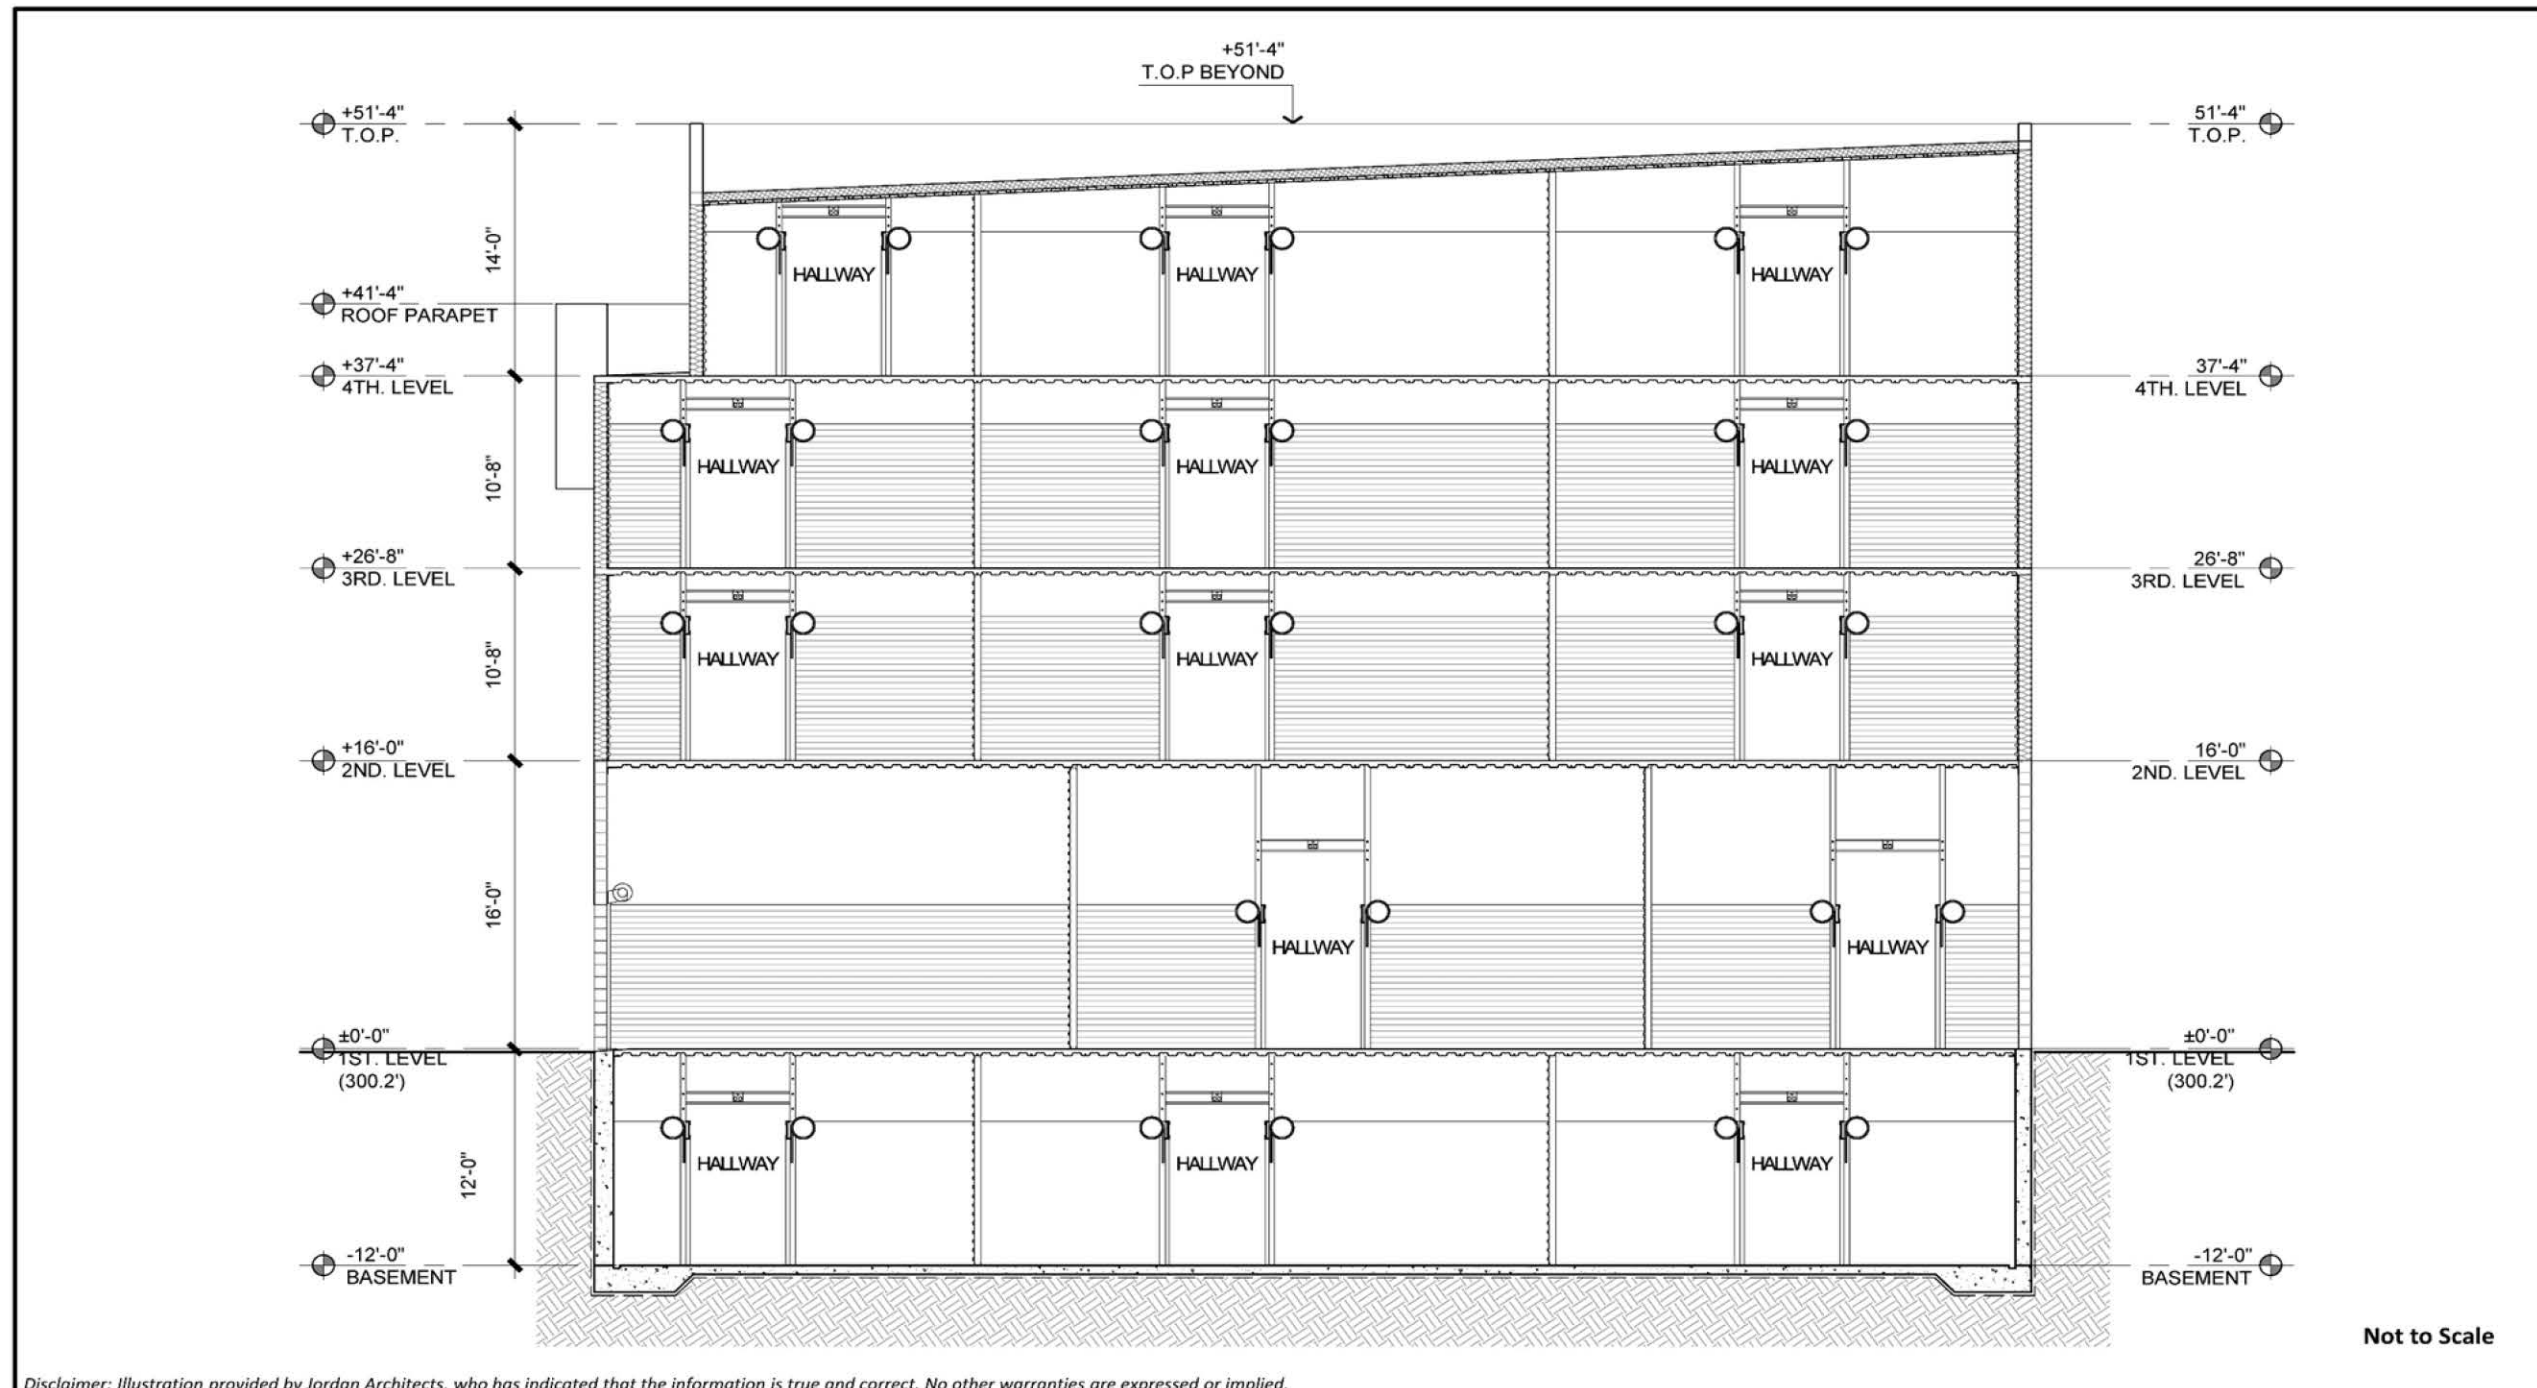 +51'-4"
T.O.P BEYOND
+51'-4"
T.O.P.
51'-4"
T.O.P.
14'-0"
HALLWAY
HALLWAY
HALLWAY
+41'-4"
ROOF PARAPET
+37'-4"
4TH. LEVEL
37'-4"
4TH. LEVEL
10'-8"
HALLWAY
HALLWAY
HALLWAY
+26'-8"
3RD. LEVEL
26'-8"
3RD. LEVEL
10'-8"
HALLWAY
HALLWAY
HALLWAY
+16'-0"
2ND. LEVEL
16'-0"
2ND. LEVEL
16'-0"
HALLWAY
HALLWAY
±0'-0"
1ST. LEVEL
(300.2')
±0'-0"
1ST. LEVEL
(300.2')
12'-0"
HALLWAY
HALLWAY
HALLWAY
-12'-0"
BASEMENT
-12'-0"
BASEMENT
Not to Scale
Disclaimer: Illustration provided by Jordan Architects, who has indicated that the information is true and correct. No other warranties are expressed or implied.